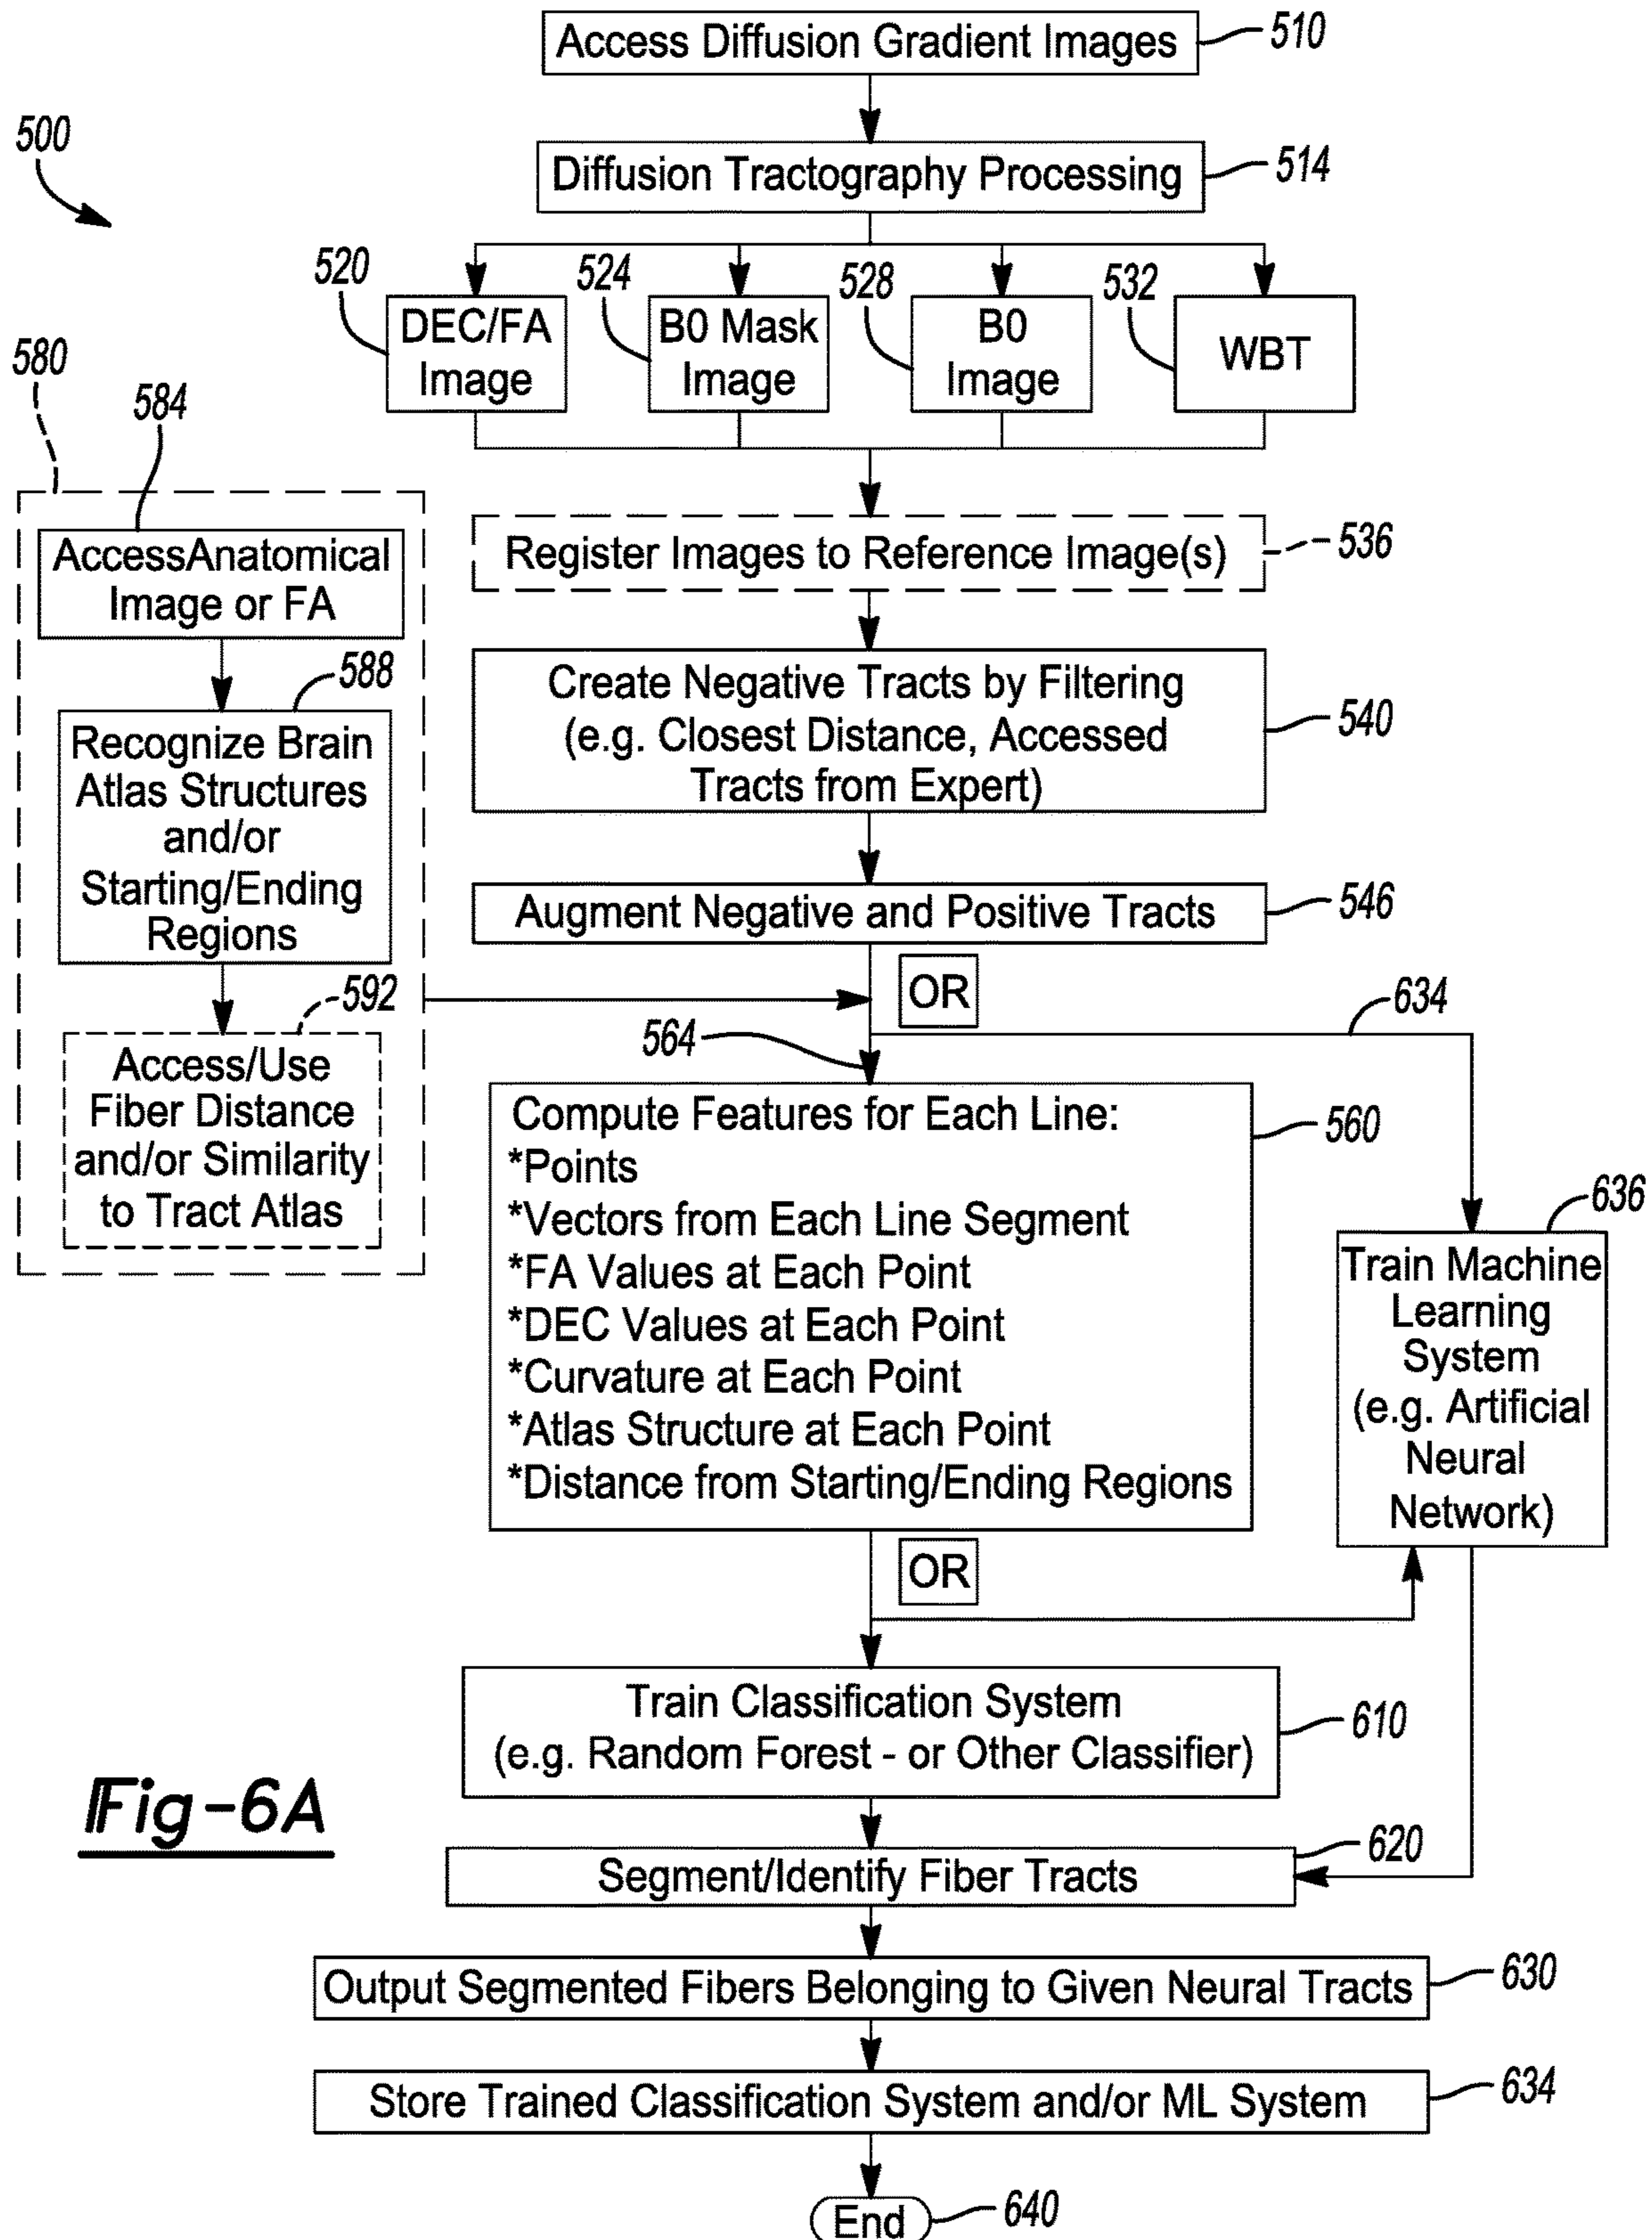 Access Diffusion Gradient Images
510
500
Diffusion Tractography Processing
514
520
524
528
532
DEC/FA
Image
B0 Mask
Image
B0
Image
WBT
580
584
AccessAnatomical
Image or FA
588
Recognize Brain
Atlas Structures
and/or
Starting/Ending
Regions
592
Access/Use
Fiber Distance
and/or Similarity
to Tract Atlas
Register Images to Reference Image(s)
536
Create Negative Tracts by Filtering
(e.g. Closest Distance, Accessed
Tracts from Expert)
540
Augment Negative and Positive Tracts
546
OR
634
564
Compute Features for Each Line:
*Points
*Vectors from Each Line Segment
*FA Values at Each Point
*DEC Values at Each Point
*Curvature at Each Point
*Atlas Structure at Each Point
*Distance from Starting/Ending Regions
560
636
Train Machine
Learning
System
(e.g. Artificial
Neural
Network)
OR
Train Classification System
(e.g. Random Forest - or Other Classifier)
610
Fig-6A
Segment/Identify Fiber Tracts
620
Output Segmented Fibers Belonging to Given Neural Tracts
630
Store Trained Classification System and/or ML System
634
End
640